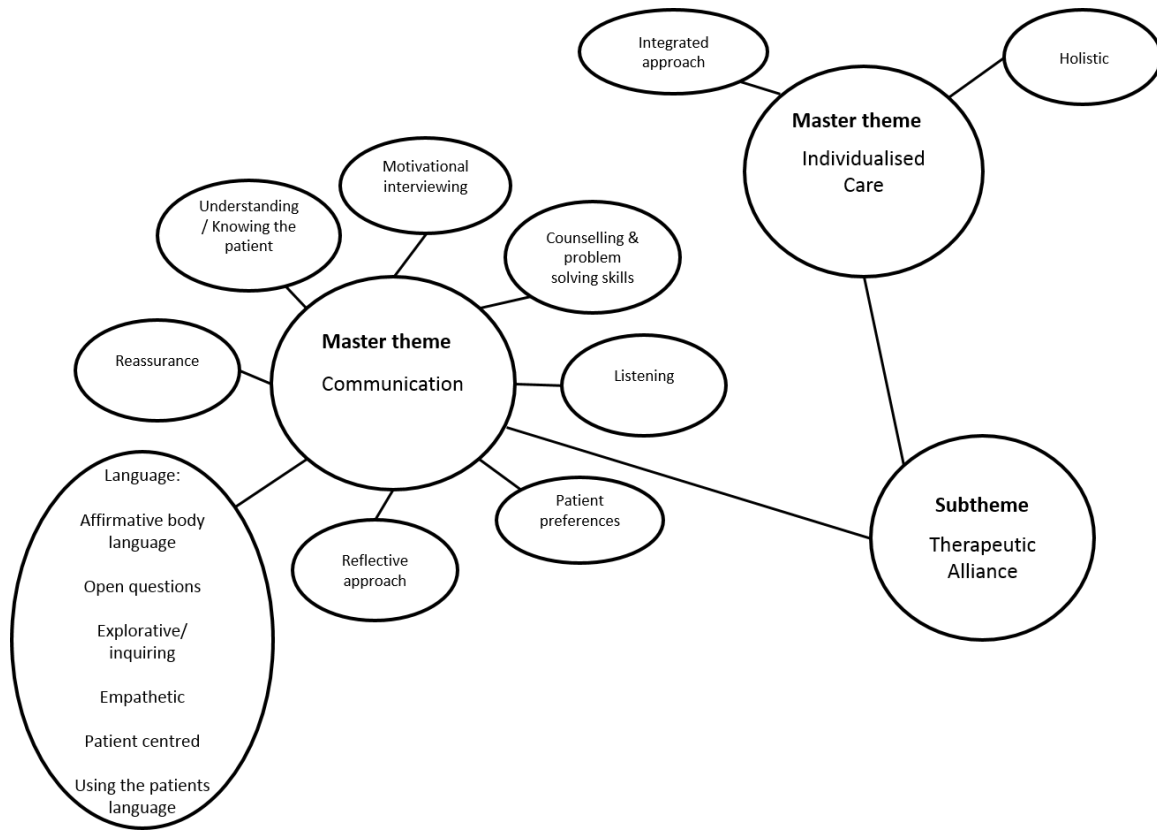 Integrated
approach
Holistic
Master theme
Individualised
Care
Motivational
interviewing
Understanding
/ Knowing the
patient
Counselling &
problem
solving skills
Master theme
Communication
Reassurance
Listening
Language:
Affirmative body
language
Open questions
Explorative/
inquiring
Empathetic
Patient centred
Using the patients
language
Reflective
approach
Patient
preferences
Subtheme
Therapeutic
Alliance